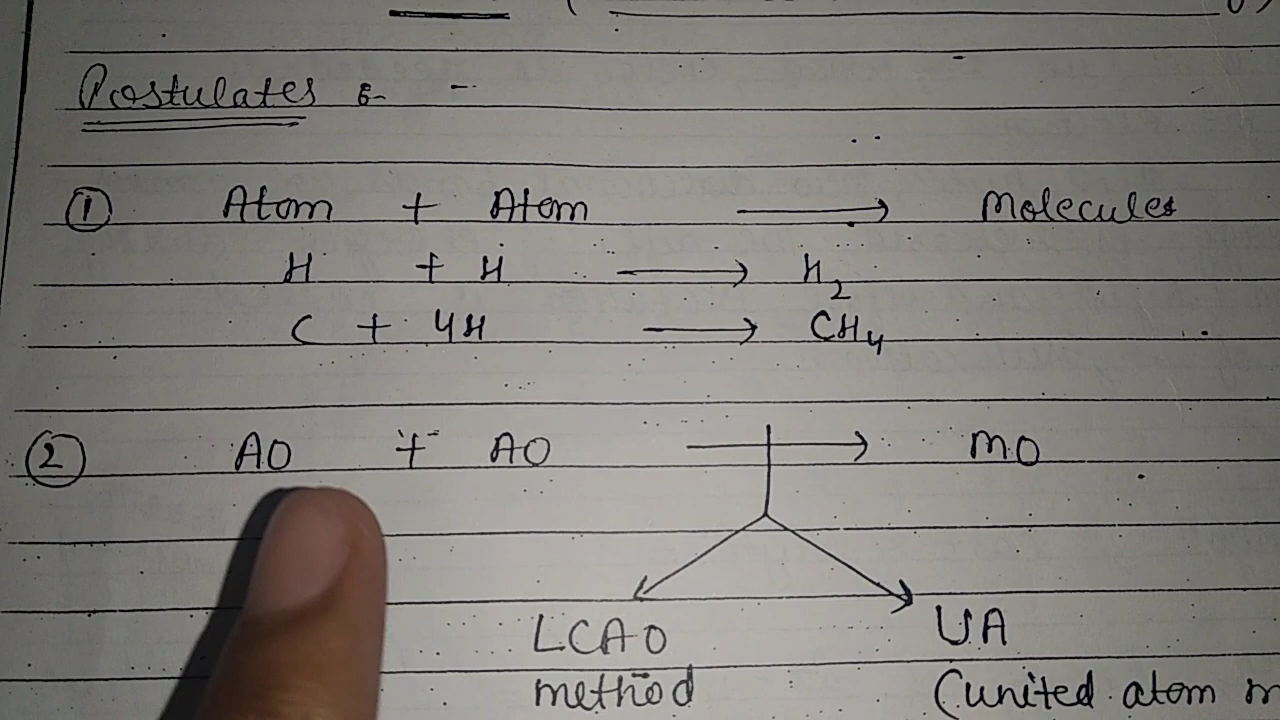 Postulates :-
① Atom + Atom ⟶ Molecules
H + H ⟶ H₂
C + 4H ⟶ CH₄
② AO + AO ⟶ MO
LCAO UA
method (united atom m